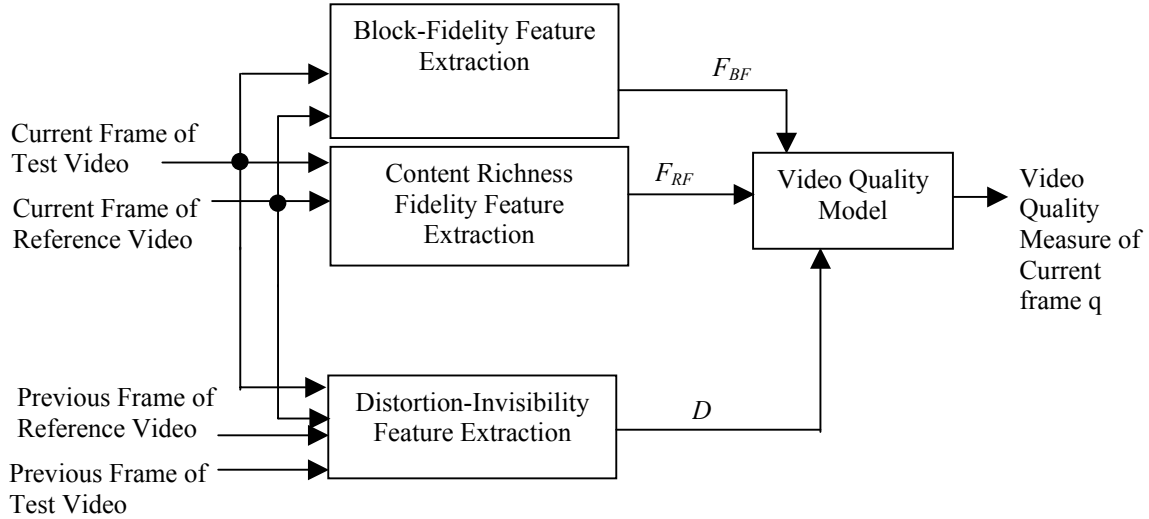 Block-Fidelity Feature
Extraction
F_BF
Current Frame of
Test Video
Content Richness
Fidelity Feature
Extraction
F_RF
Video Quality
Model
Video
Quality
Measure of
Current
frame q
Current Frame of
Reference Video
Previous Frame of
Reference Video
Distortion-Invisibility
Feature Extraction
D
Previous Frame of
Test Video